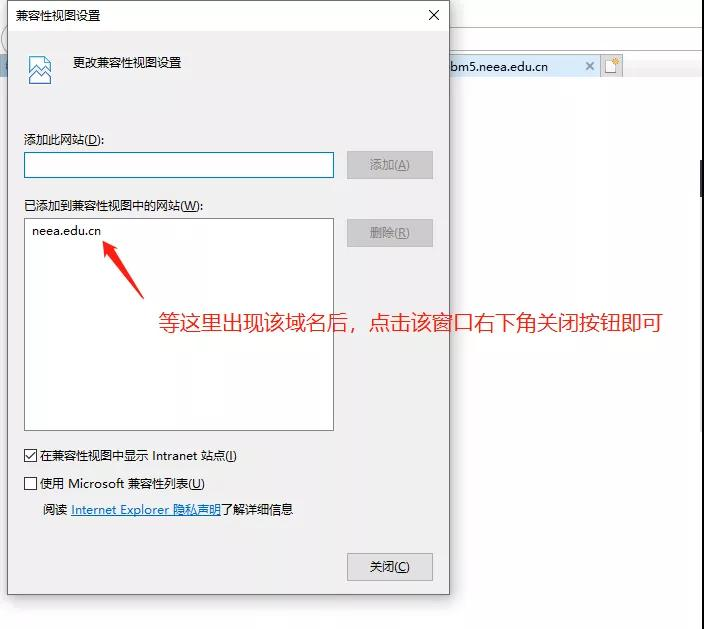 兼容性视图设置
更改兼容性视图设置
bm5.neea.edu.cn
添加此网站(D):
添加(A)
已添加到兼容性视图中的网站(W):
neea.edu.cn
删除(R)
等这里出现该域名后，点击该窗口右下角关闭按钮即可
在兼容性视图中显示 Intranet 站点(I)
使用 Microsoft 兼容性列表(U)
阅读 Internet Explorer 隐私声明了解详细信息
关闭(C)